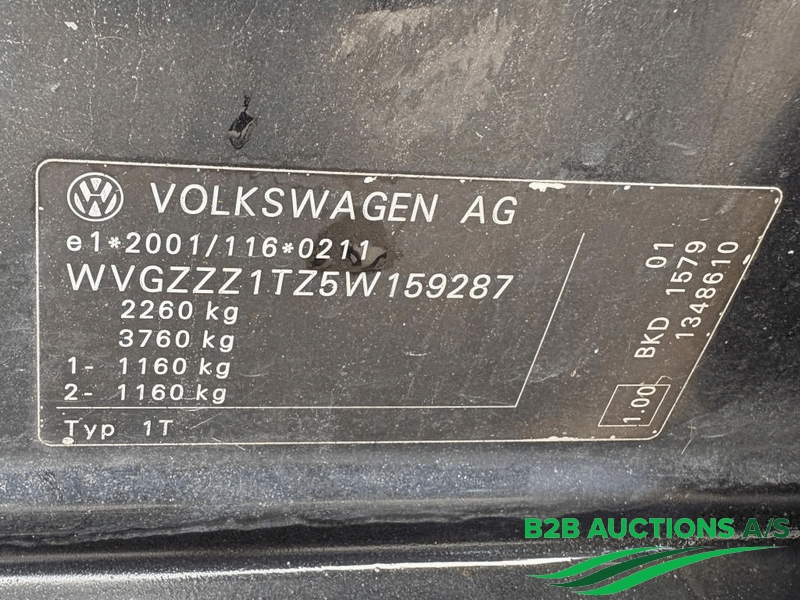 VOLKSWAGEN AG
e1*2001/116*0211
WVGZZZ1TZ5W159287
2260 kg
3760 kg
1- 1160 kg
2- 1160 kg
Typ 1T
01
BKD 1579
1348610
1.00
B2B AUCTIONS A/S